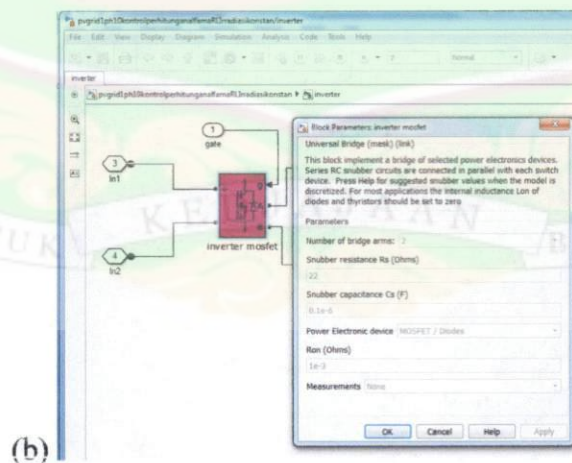 pvgrid1ph10kontrolperhitunganalfamaRL3radiasikonstan/inverter
File Edit View Display Diagram Simulation Analysis Code Tools Help
Normal
inverter
inverter
1
gate
3
In1
4
In2
inverter mosfet
Block Parameters: inverter mosfet
Universal Bridge (mask) (link)
This block implement a bridge of selected power electronics devices.
Series RC snubber circuits are connected in parallel with each switch
device. Press Help for suggested snubber values when the model is
discretized. For most applications the internal inductance Lon of
diodes and thyristors should be set to zero
Parameters
Number of bridge arms: 2
Snubber resistance Rs (Ohms)
22
Snubber capacitance Cs (F)
0.1e-6
Power Electronic device MOSFET / Diodes
Ron (Ohms)
1e-3
Measurements None
OK Cancel Help Apply
(b)